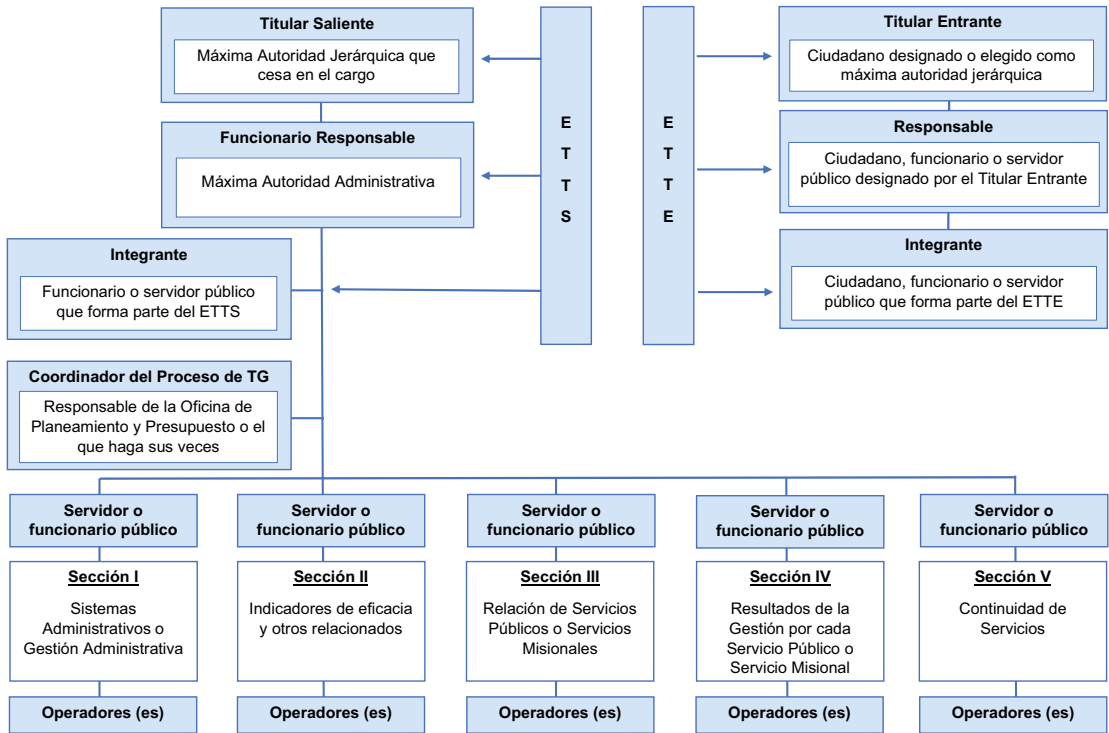 Titular Saliente
Máxima Autoridad Jerárquica que
cesa en el cargo
Funcionario Responsable
Máxima Autoridad Administrativa
Integrante
Funcionario o servidor público
que forma parte del ETTS
Coordinador del Proceso de TG
Responsable de la Oficina de
Planeamiento y Presupuesto o el
que haga sus veces
E
T
T
S
E
T
T
E
Titular Entrante
Ciudadano designado o elegido como
máxima autoridad jerárquica
Responsable
Ciudadano, funcionario o servidor
público designado por el Titular Entrante
Integrante
Ciudadano, funcionario o servidor
público que forma parte del ETTE
Servidor o
funcionario público
Sección I
Sistemas
Administrativos o
Gestión Administrativa
Operadores (es)
Servidor o
funcionario público
Sección II
Indicadores de eficacia
y otros relacionados
Operadores (es)
Servidor o
funcionario público
Sección III
Relación de Servicios
Públicos o Servicios
Misionales
Operadores (es)
Servidor o
funcionario público
Sección IV
Resultados de la
Gestión por cada
Servicio Público o
Servicio Misional
Operadores (es)
Servidor o
funcionario público
Sección V
Continuidad de
Servicios
Operadores (es)